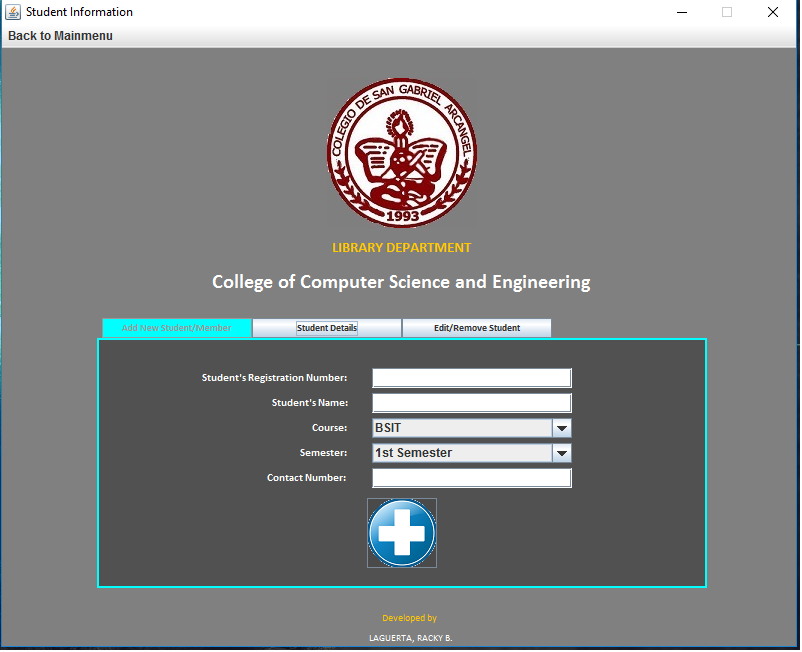 Student Information
Back to Mainmenu
COLEGIO DE SAN GABRIEL ARCANGEL
1993
LIBRARY DEPARTMENT
College of Computer Science and Engineering
Add New Student/Member Student Details Edit/Remove Student
Student's Registration Number:
Student's Name:
Course: BSIT
Semester: 1st Semester
Contact Number:
Developed by
LAGUERTA, RACKY B.